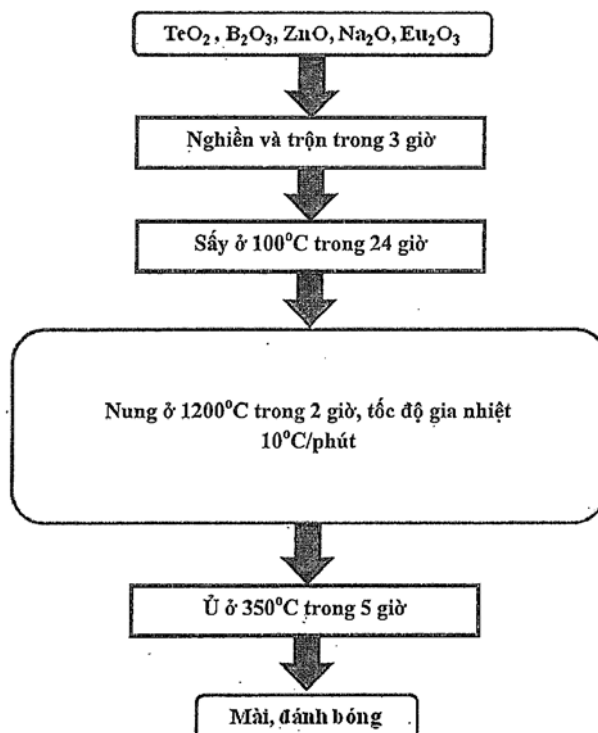 TeO₂, B₂O₃, ZnO, Na₂O, Eu₂O₃
Nghiền và trộn trong 3 giờ
Sấy ở 100°C trong 24 giờ
Nung ở 1200°C trong 2 giờ, tốc độ gia nhiệt
10°C/phút
Ủ ở 350°C trong 5 giờ
Mài, đánh bóng